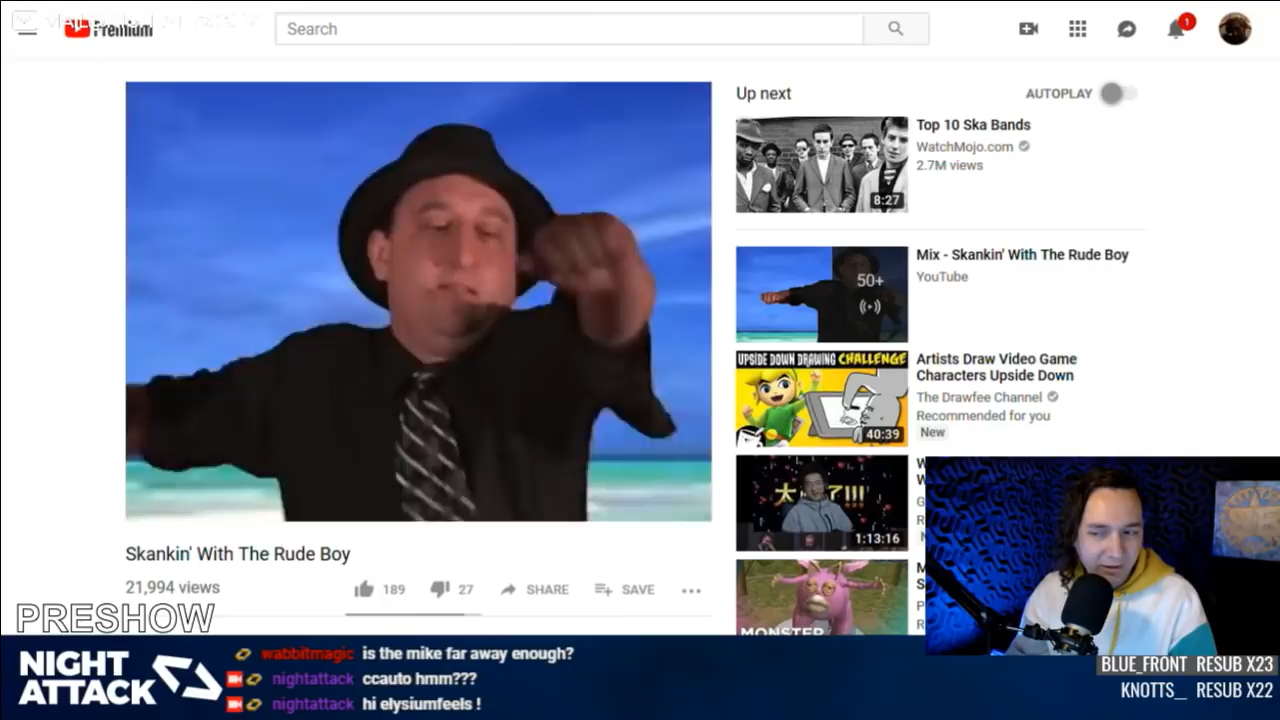 Premium
Search
1
Up next
AUTOPLAY
Top 10 Ska Bands
WatchMojo.com
2.7M views
8:27
Mix - Skankin' With The Rude Boy
YouTube
50+
UPSIDE DOWN DRAWING CHALLENGE
Artists Draw Video Game
Characters Upside Down
The Drawfee Channel
Recommended for you
New
40:39
1:13:16
MONSTER
Skankin' With The Rude Boy
21,994 views
189
27
SHARE
SAVE
PRESHOW
NIGHT
ATTACK
wabbitmagic is the mike far away enough?
nightattack ccauto hmm???
nightattack hi elysiumfeels !
BLUE_FRONT RESUB X23
KNOTTS__ RESUB X22